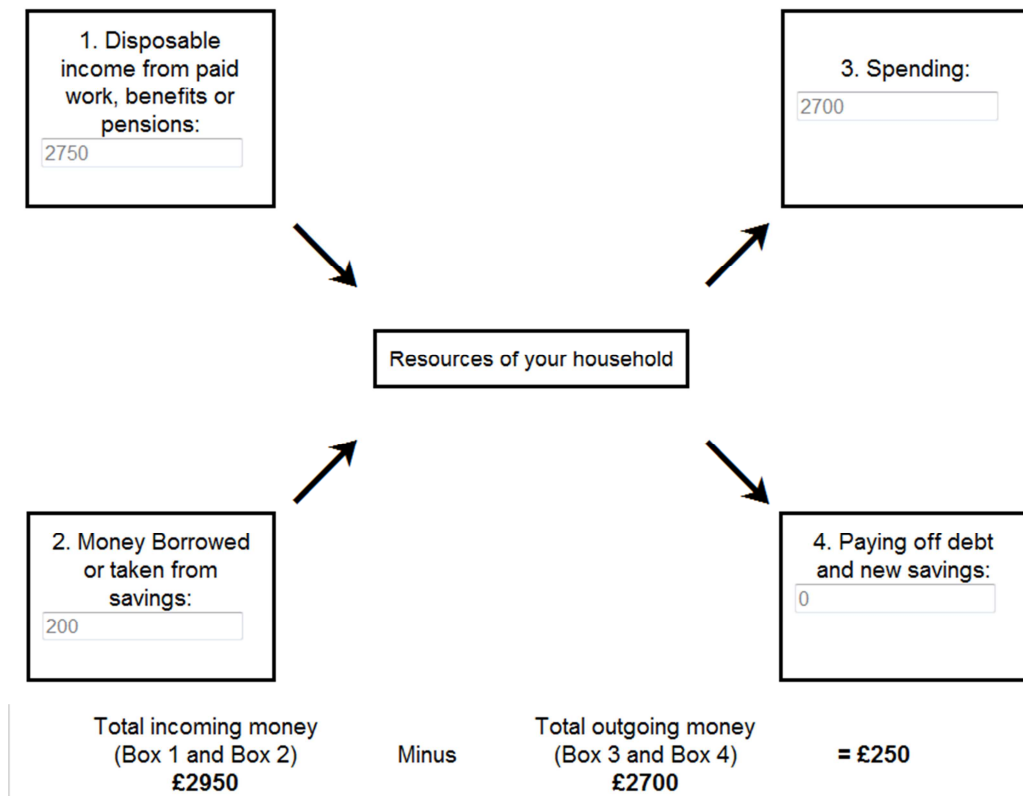 1. Disposable
income from paid
work, benefits or
pensions:
2750
3. Spending:
2700
Resources of your household
2. Money Borrowed
or taken from
savings:
200
4. Paying off debt
and new savings:
0
Total incoming money
(Box 1 and Box 2)
£2950
Minus
Total outgoing money
(Box 3 and Box 4)
£2700
= £250